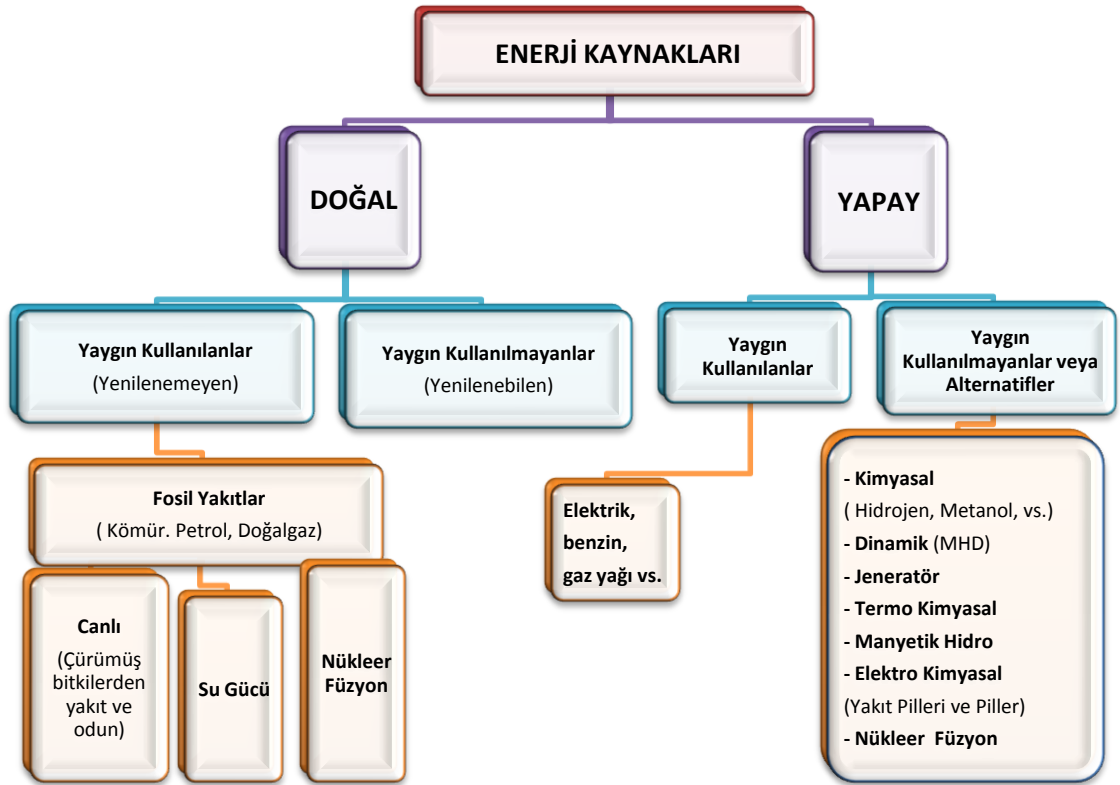 ENERJİ KAYNAKLARI
DOĞAL
YAPAY
Yaygın Kullanılanlar
(Yenilenemeyen)
Yaygın Kullanılmayanlar
(Yenilenebilen)
Yaygın
Kullanılanlar
Yaygın
Kullanılmayanlar veya
Alternatifler
Fosil Yakıtlar
( Kömür. Petrol, Doğalgaz)
Canlı
(Çürümüş
bitkilerden
yakıt ve
odun)
Su Gücü
Nükleer
Füzyon
Elektrik,
benzin,
gaz yağı vs.
- Kimyasal
( Hidrojen, Metanol, vs.)
- Dinamik (MHD)
- Jeneratör
- Termo Kimyasal
- Manyetik Hidro
- Elektro Kimyasal
(Yakıt Pilleri ve Piller)
- Nükleer Füzyon